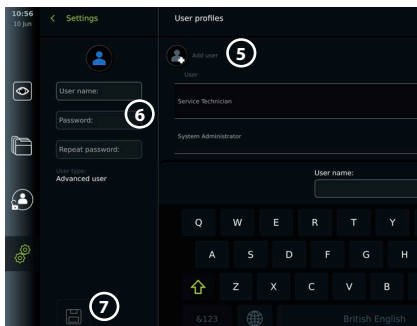 10:56
10 Jun
Settings
User profiles
Add user
5
User
User name:
Service Technician
Password:
6
System Administrator
Repeat password:
User type:
Advanced user
User name:
Q W E R T Y
A S D F G H
Z X C V B
7
&123
British English